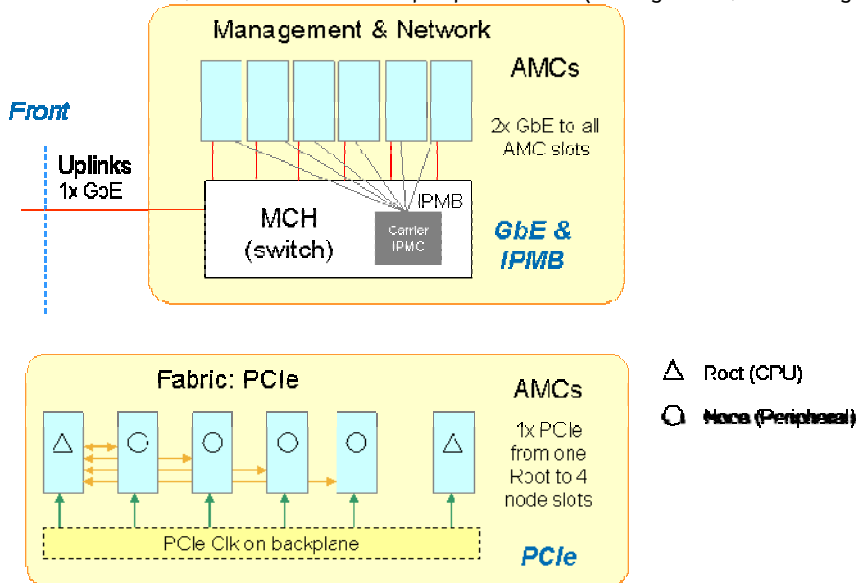 Management & Network
AMCs
Front
2x GbE to all
AMC slots
Uplinks
1x GbE
IPMB
MCH
(switch)
Carrier
IPMC
GbE &
IPMB
Fabric: PCIe
AMCs
1x PCIe
from one
Root to 4
node slots
PCIe Clk on backplane
PCIe
Root (CPU)
(Peripheral)